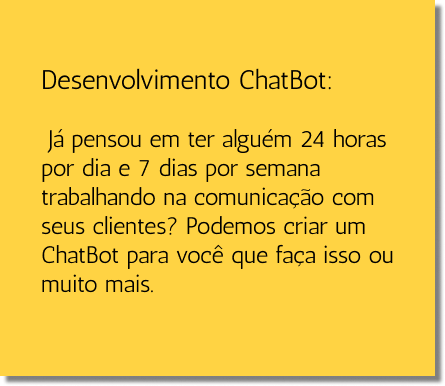 Desenvolvimento ChatBot:
Já pensou em ter alguém 24 horas
por dia e 7 dias por semana
trabalhando na comunicação com
seus clientes? Podemos criar um
ChatBot para você que faça isso ou
muito mais.